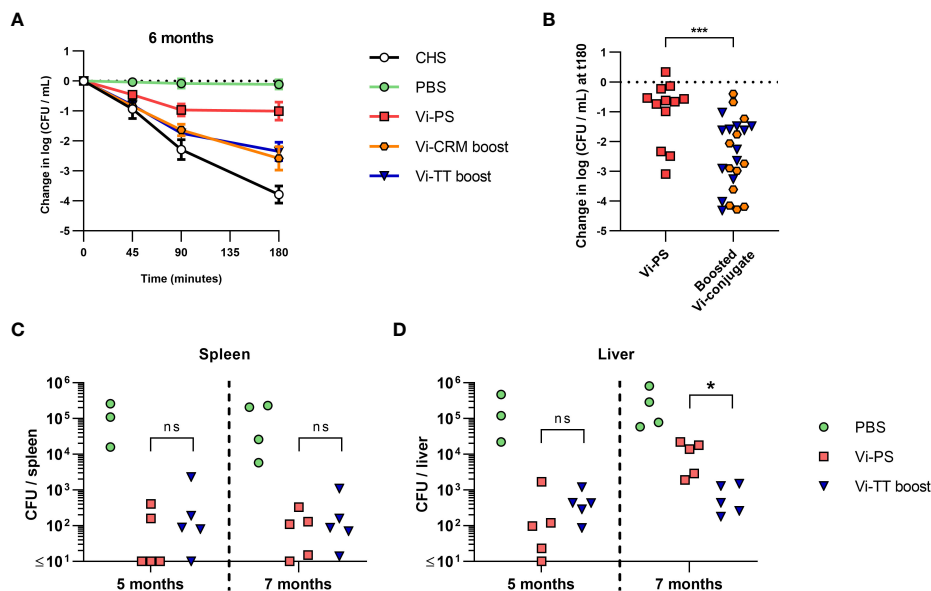 A
6 months
Change in log (CFU / mL)
1
0
-1
-2
-3
-4
-5
0
45
90
135
180
Time (minutes)
CHS
PBS
Vi-PS
Vi-CRM boost
Vi-TT boost
B
***
Change in log (CFU / mL) at t180
1
0
-1
-2
-3
-4
-5
Vi-PS
Boosted
Vi-conjugate
C
Spleen
CFU / spleen
10⁶
10⁵
10⁴
10³
10²
≤ 10¹
ns
ns
5 months
7 months
D
Liver
CFU / liver
10⁶
10⁵
10⁴
10³
10²
≤ 10¹
ns
*
5 months
7 months
PBS
Vi-PS
Vi-TT boost